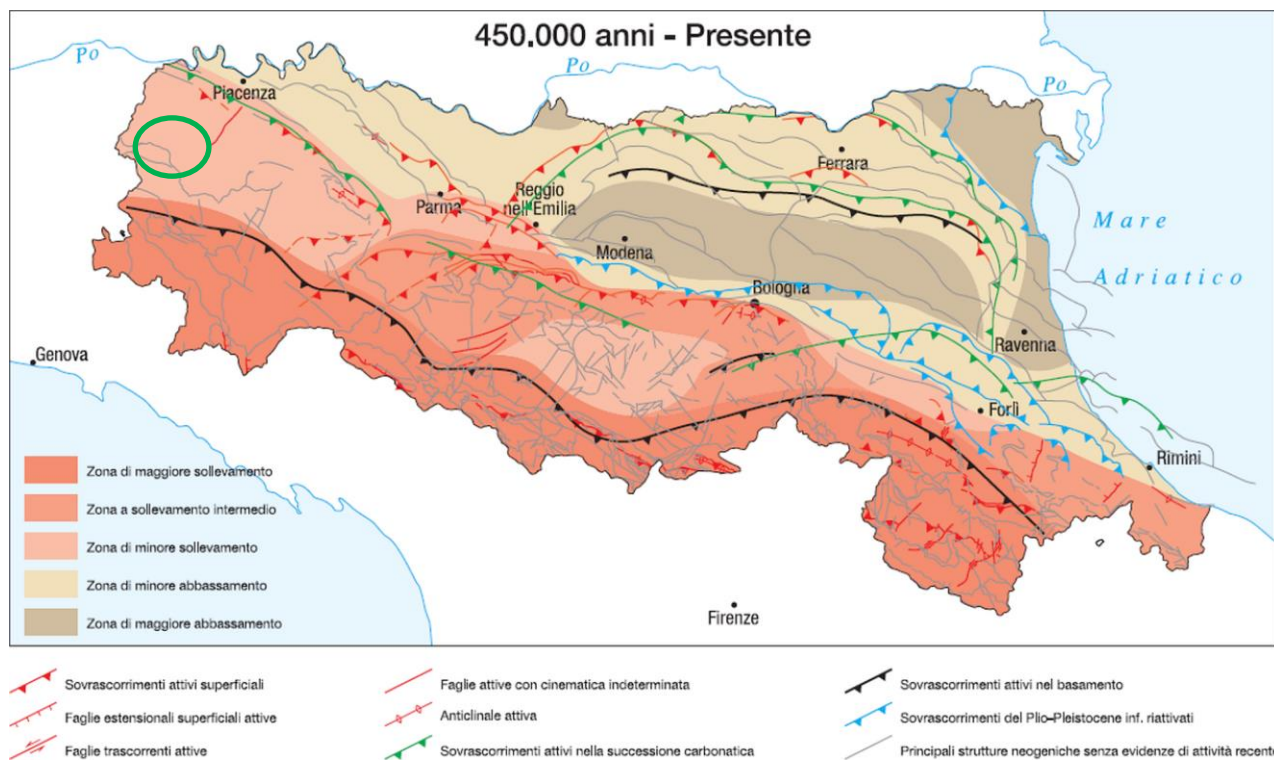 450.000 anni - Presente
Po
Po
Po
Piacenza
Ferrara
Parma
Reggio
nell'Emilia
Modena
Mare
Adriatico
Bologna
Ravenna
Genova
Forlì
Rimini
Firenze
Zona di maggiore sollevamento
Zona a sollevamento intermedio
Zona di minore sollevamento
Zona di minore abbassamento
Zona di maggiore abbassamento
Sovrascorrimenti attivi superficiali
Faglie estensionali superficiali attive
Faglie trascorrenti attive
Faglie attive con cinematica indeterminata
Anticlinale attiva
Sovrascorrimenti attivi nella successione carbonatica
Sovrascorrimenti attivi nel basamento
Sovrascorrimenti del Plio-Pleistocene inf. riattivati
Principali strutture neogeniche senza evidenze di attività recente